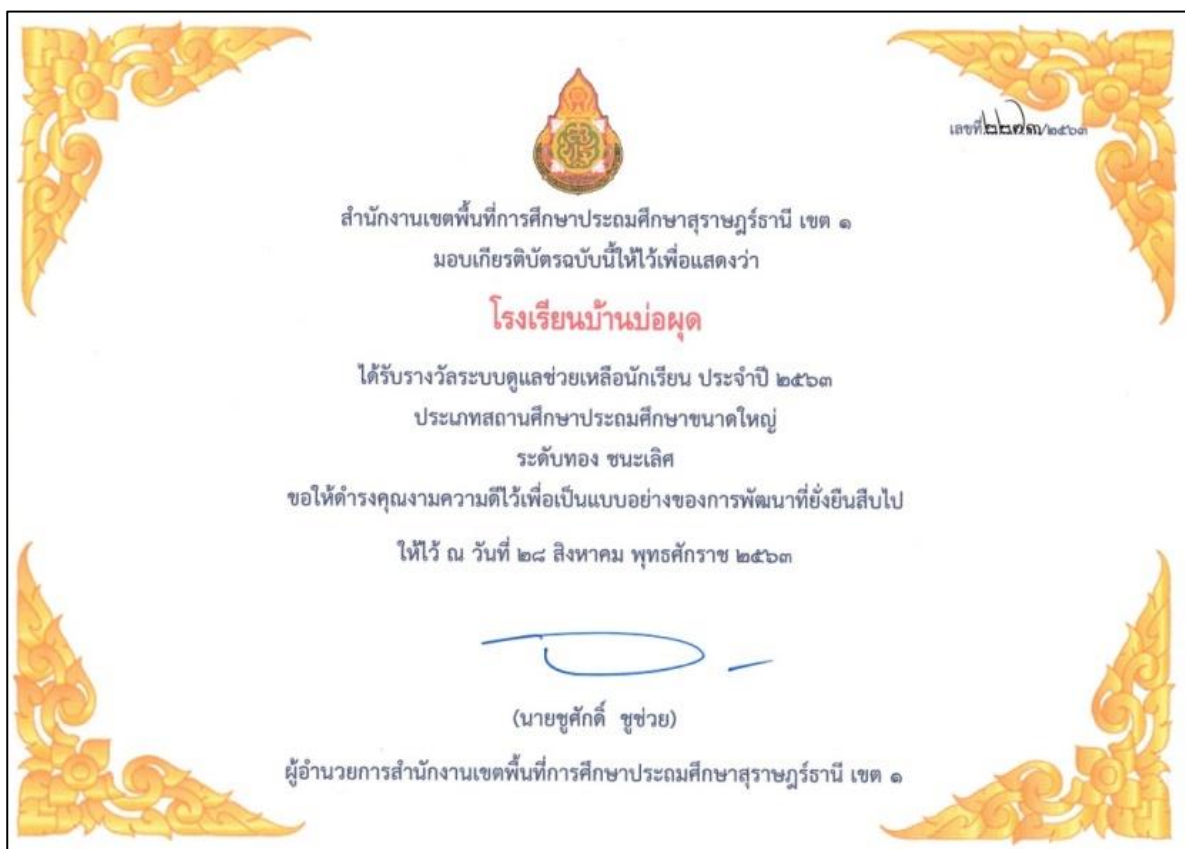 เลขที่ ๒๒๗๓/๒๕๖๓
สำนักงานเขตพื้นที่การศึกษาประถมศึกษาสุราษฎร์ธานี เขต ๑
มอบเกียรติบัตรฉบับนี้ให้ไว้เพื่อแสดงว่า
โรงเรียนบ้านบ่อผุด
ได้รับรางวัลระบบดูแลช่วยเหลือนักเรียน ประจำปี ๒๕๖๓
ประเภทสถานศึกษาประถมศึกษาขนาดใหญ่
ระดับทอง ชนะเลิศ
ขอให้ดำรงคุณงามความดีไว้เพื่อเป็นแบบอย่างของการพัฒนาที่ยั่งยืนสืบไป
ให้ไว้ ณ วันที่ ๒๘ สิงหาคม พุทธศักราช ๒๕๖๓
(นายชูศักดิ์ ชูช่วย)
ผู้อำนวยการสำนักงานเขตพื้นที่การศึกษาประถมศึกษาสุราษฎร์ธานี เขต ๑